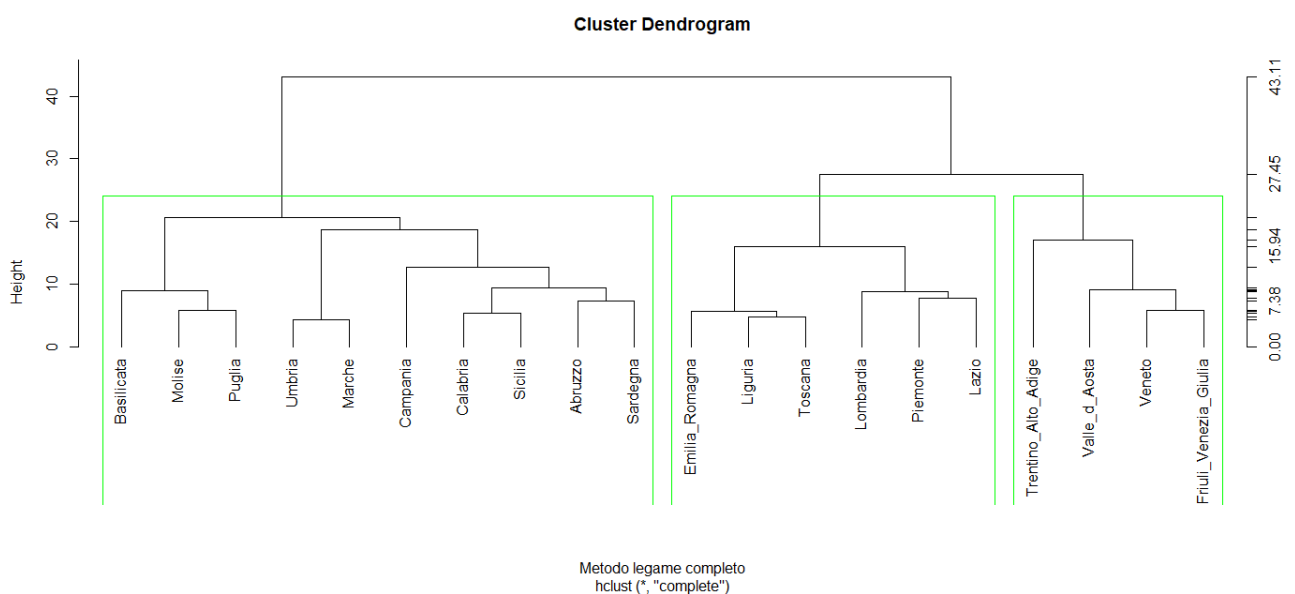 Cluster Dendrogram
Height
0
10
20
30
40
43.11
27.45
15.94
7.38
0.00
Basilicata
Molise
Puglia
Umbria
Marche
Campania
Calabria
Sicilia
Abruzzo
Sardegna
Emilia_Romagna
Liguria
Toscana
Lombardia
Piemonte
Lazio
Trentino_Alto_Adige
Valle_d_Aosta
Veneto
Friuli_Venezia_Giulia
Metodo legame completo
hclust (*, "complete")